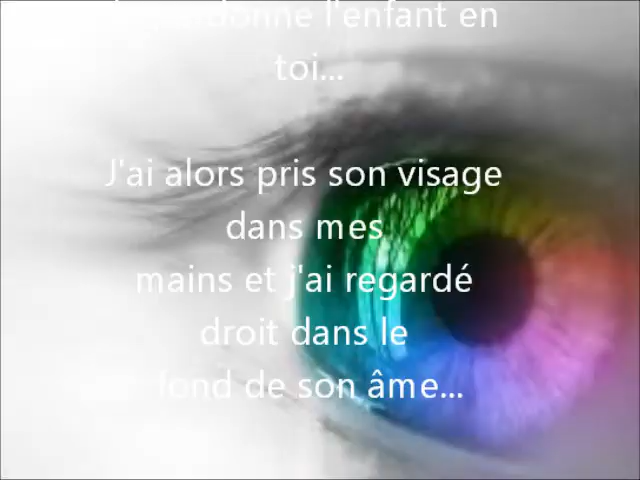 l'enfant en
toi...
J'ai alors pris son visage
dans mes
mains et j'ai regardé
droit dans le
fond de son âme...